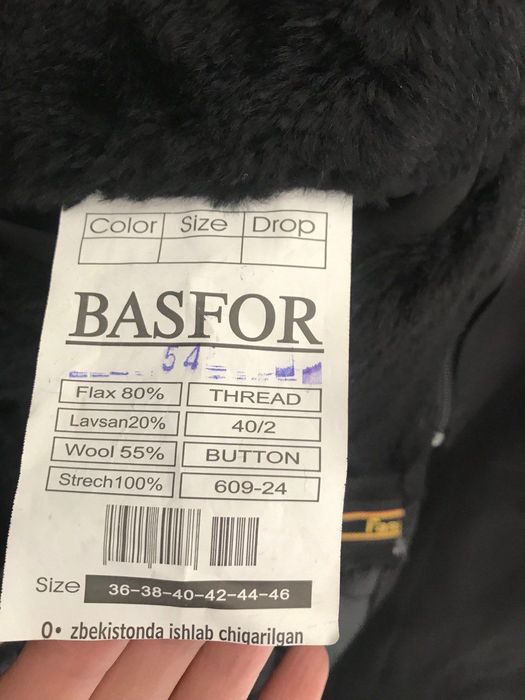 Color Size Drop
BASFOR
54
Flax 80% THREAD
Lavsan20% 40/2
Wool 55% BUTTON
Strech100% 609-24
Size 36-38-40-42-44-46
O• zbekistonda ishlab chiqarilgan